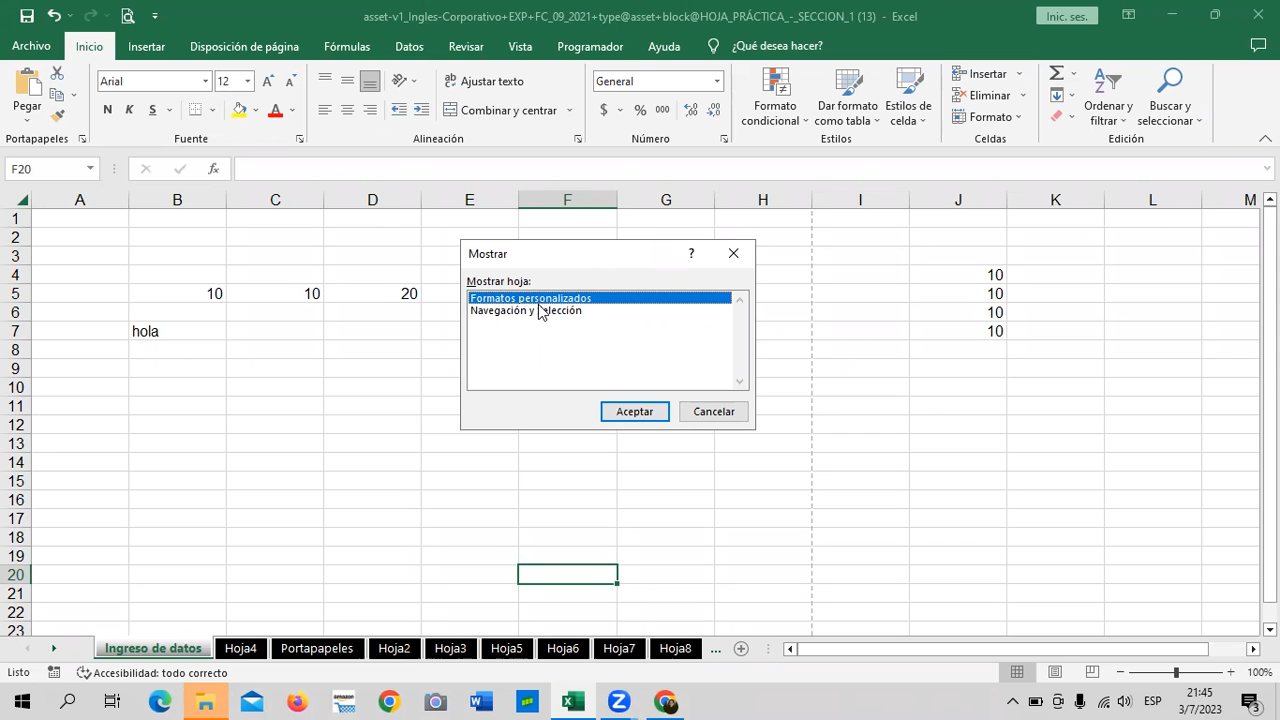 asset-v1_Ingles-Corporativo+EXP+FC_09_2021+type@asset+block@HOJA_PRÁCTICA_-_SECCION_1 (13) - Excel
Inic. ses.
Archivo Inicio Insertar Disposición de página Fórmulas Datos Revisar Vista Programador Ayuda ¿Qué desea hacer?
Pegar
Portapapeles
Arial 12
N K S
Fuente
Ajustar texto
Combinar y centrar
Alineación
General
$ % 000
Número
Formato condicional
Dar formato como tabla
Estilos de celda
Estilos
Insertar
Eliminar
Formato
Celdas
Ordenar y filtrar
Buscar y seleccionar
Edición
F20 fx
A B C D E F G H I J K L M
1
2
3
4 10
5 10 10 20 10
6 10
7 hola 10
8
9
10
11
12
13
14
15
16
17
18
19
20
21
22
23
Mostrar ?
Mostrar hoja:
Formatos personalizados
Navegación y selección
Aceptar Cancelar
Ingreso de datos Hoja4 Portapapeles Hoja2 Hoja3 Hoja5 Hoja6 Hoja7 Hoja8 ...
Listo Accesibilidad: todo correcto 100%
ESP 21:45
3/7/2023
3